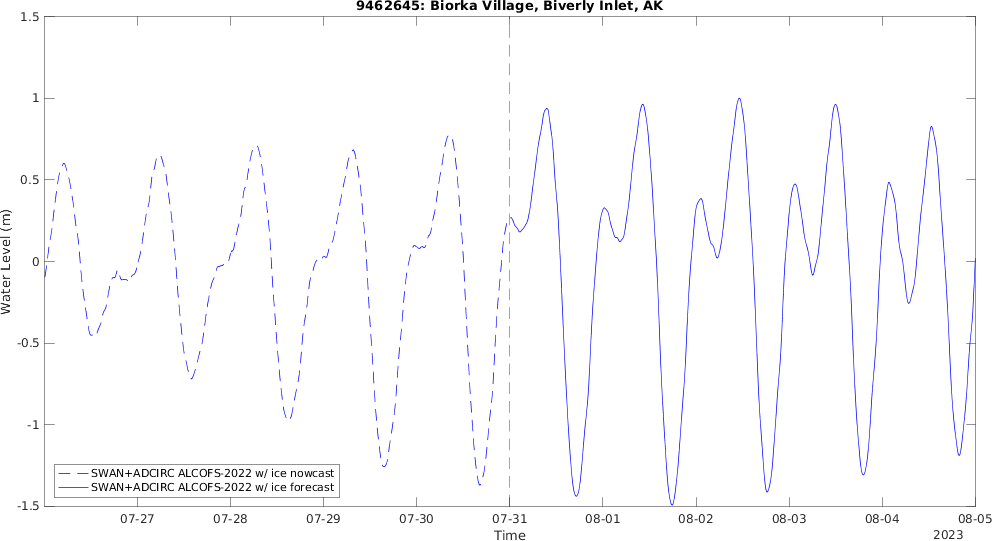 9462645: Biorka Village, Biverly Inlet, AK
1.5
1
0.5
0
-0.5
-1
-1.5
Water Level (m)
SWAN+ADCIRC ALCOFS-2022 w/ ice nowcast
SWAN+ADCIRC ALCOFS-2022 w/ ice forecast
07-27 07-28 07-29 07-30 07-31 08-01 08-02 08-03 08-04 08-05
Time
2023